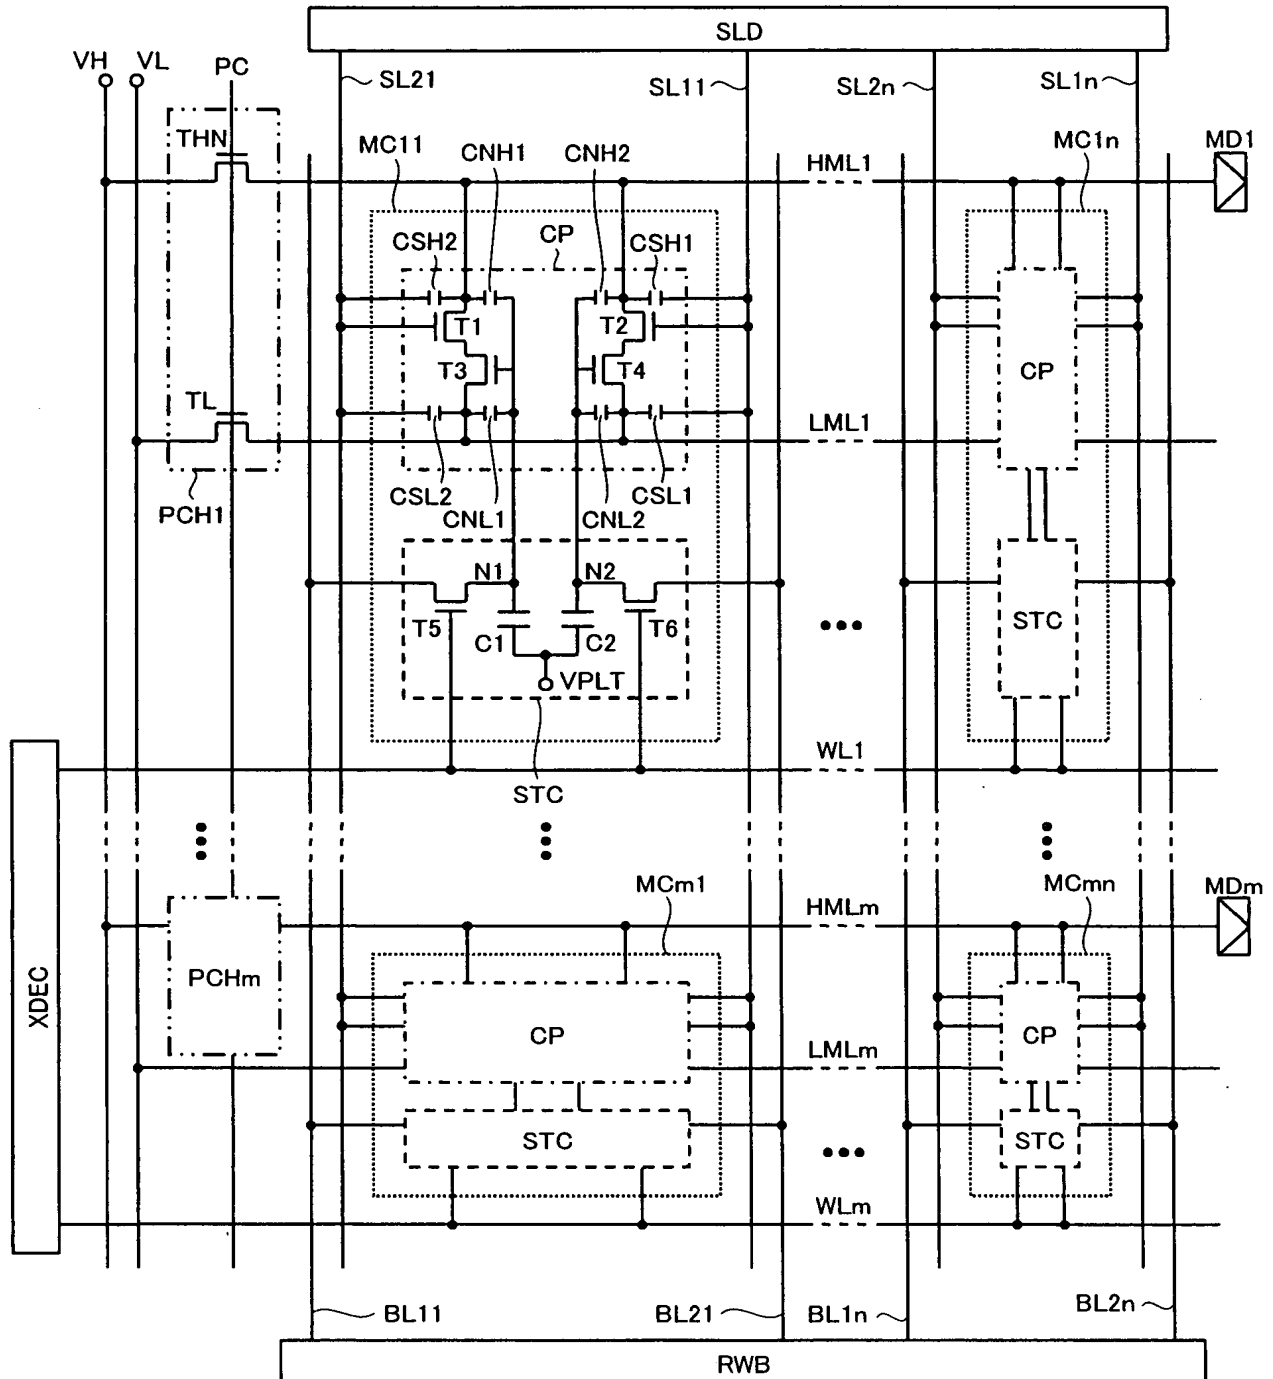 SLD
VH VL PC SL21 SL11 SL2n SL1n
THN MC11 CNH1 CNH2 MC1n MD1
HML1
CSH2 CP CSH1
T1 T2
T3 T4 CP
TL
LML1
CSL2 CSL1
PCH1 CNL1 CNL2
N1 N2
T5 C1 C2 T6 ••• STC
VPLT
WL1
STC
MCm1 MCmn MDm
HMLm
XDEC PCHm
CP CP
LMLm
STC STC
•••
WLm
BL11 BL21 BL1n BL2n
RWB